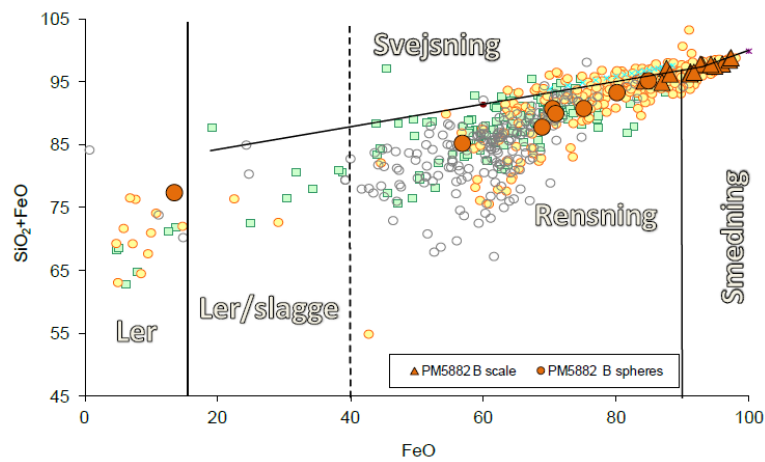 105
95
85
75
65
55
45
SiO₂+FeO
Svejsning
Rensning
Smedning
Ler
Ler/slagge
PM5882 B scale
PM5882 B spheres
0
20
40
60
80
100
FeO